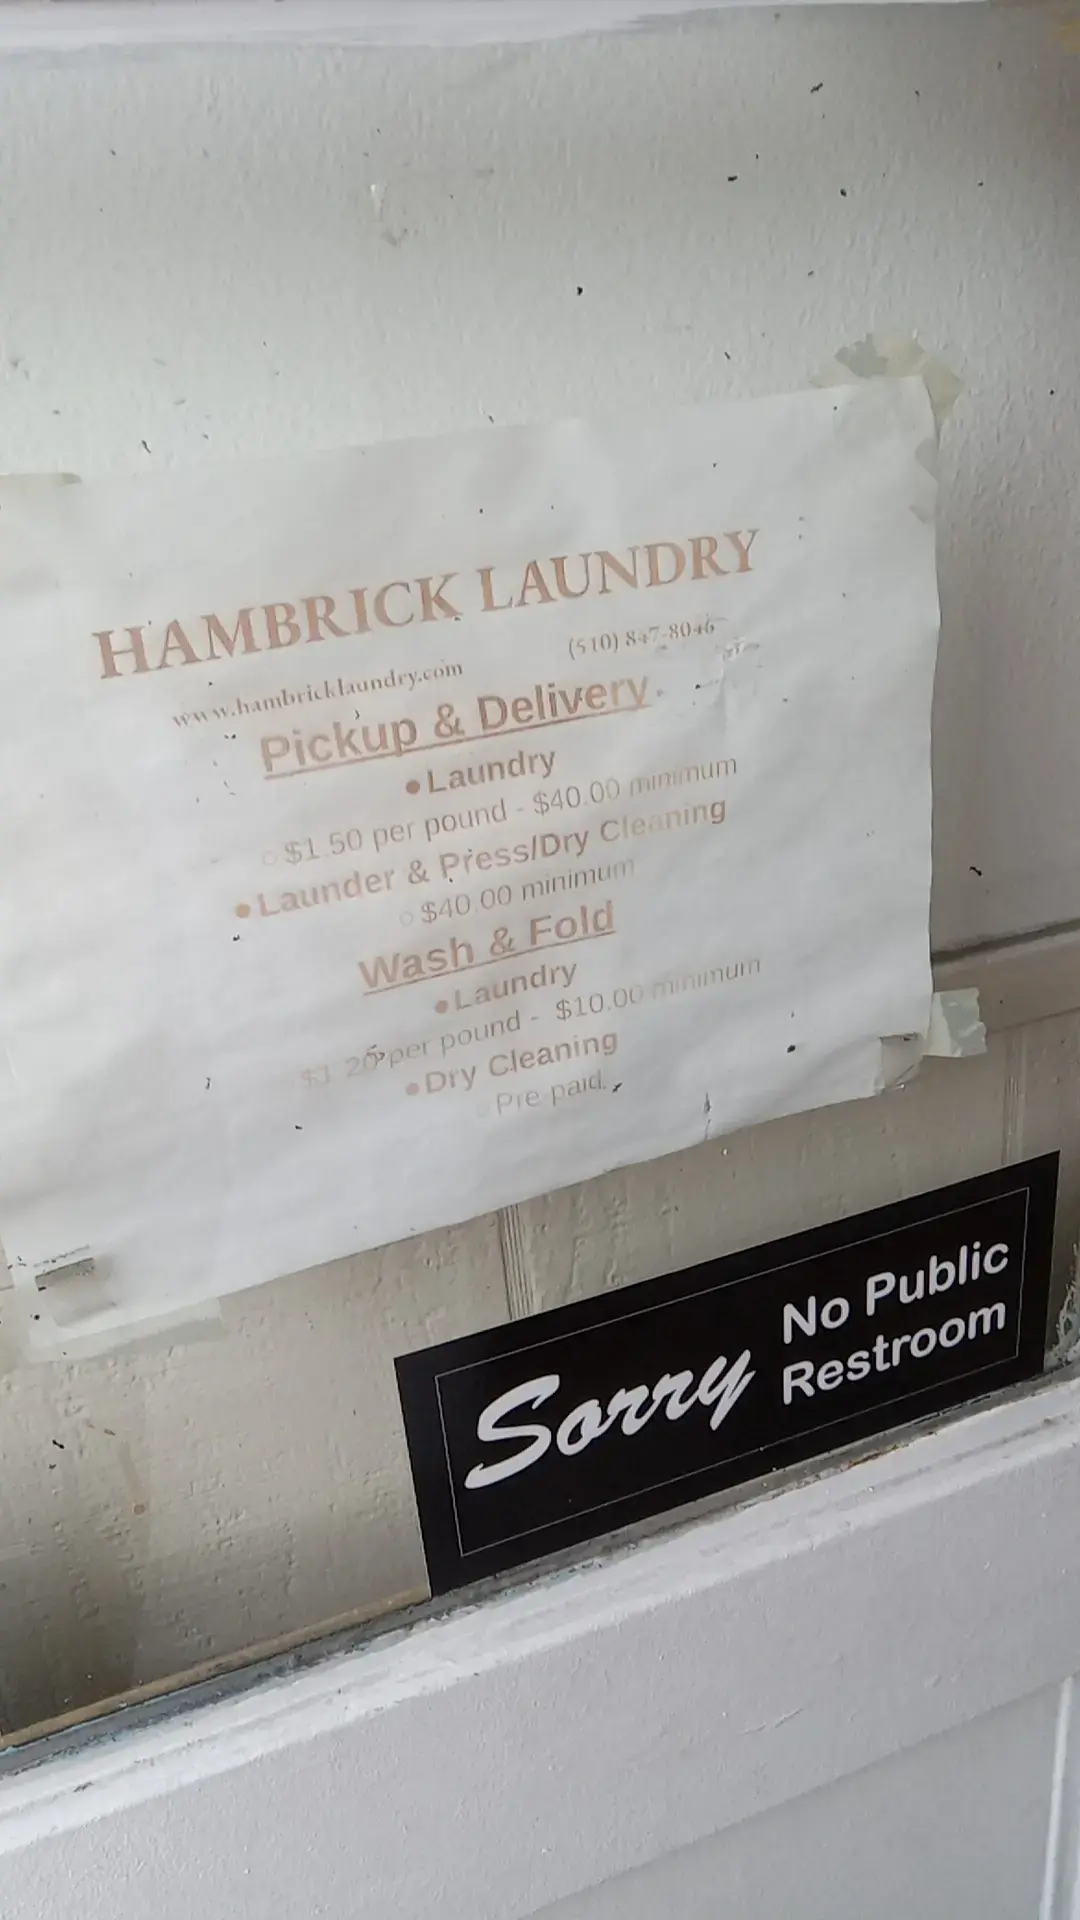 HAMBRICK LAUNDRY
www.hambricklaundry.com (510) 847-8046
Pickup & Delivery
• Laundry
○ $1.50 per pound - $40.00 minimum
• Launder & Press/Dry Cleaning
○ $40.00 minimum
Wash & Fold
• Laundry
$1.20 per pound - $10.00 minimum
• Dry Cleaning
○ Pre-paid.
Sorry No Public
Restroom